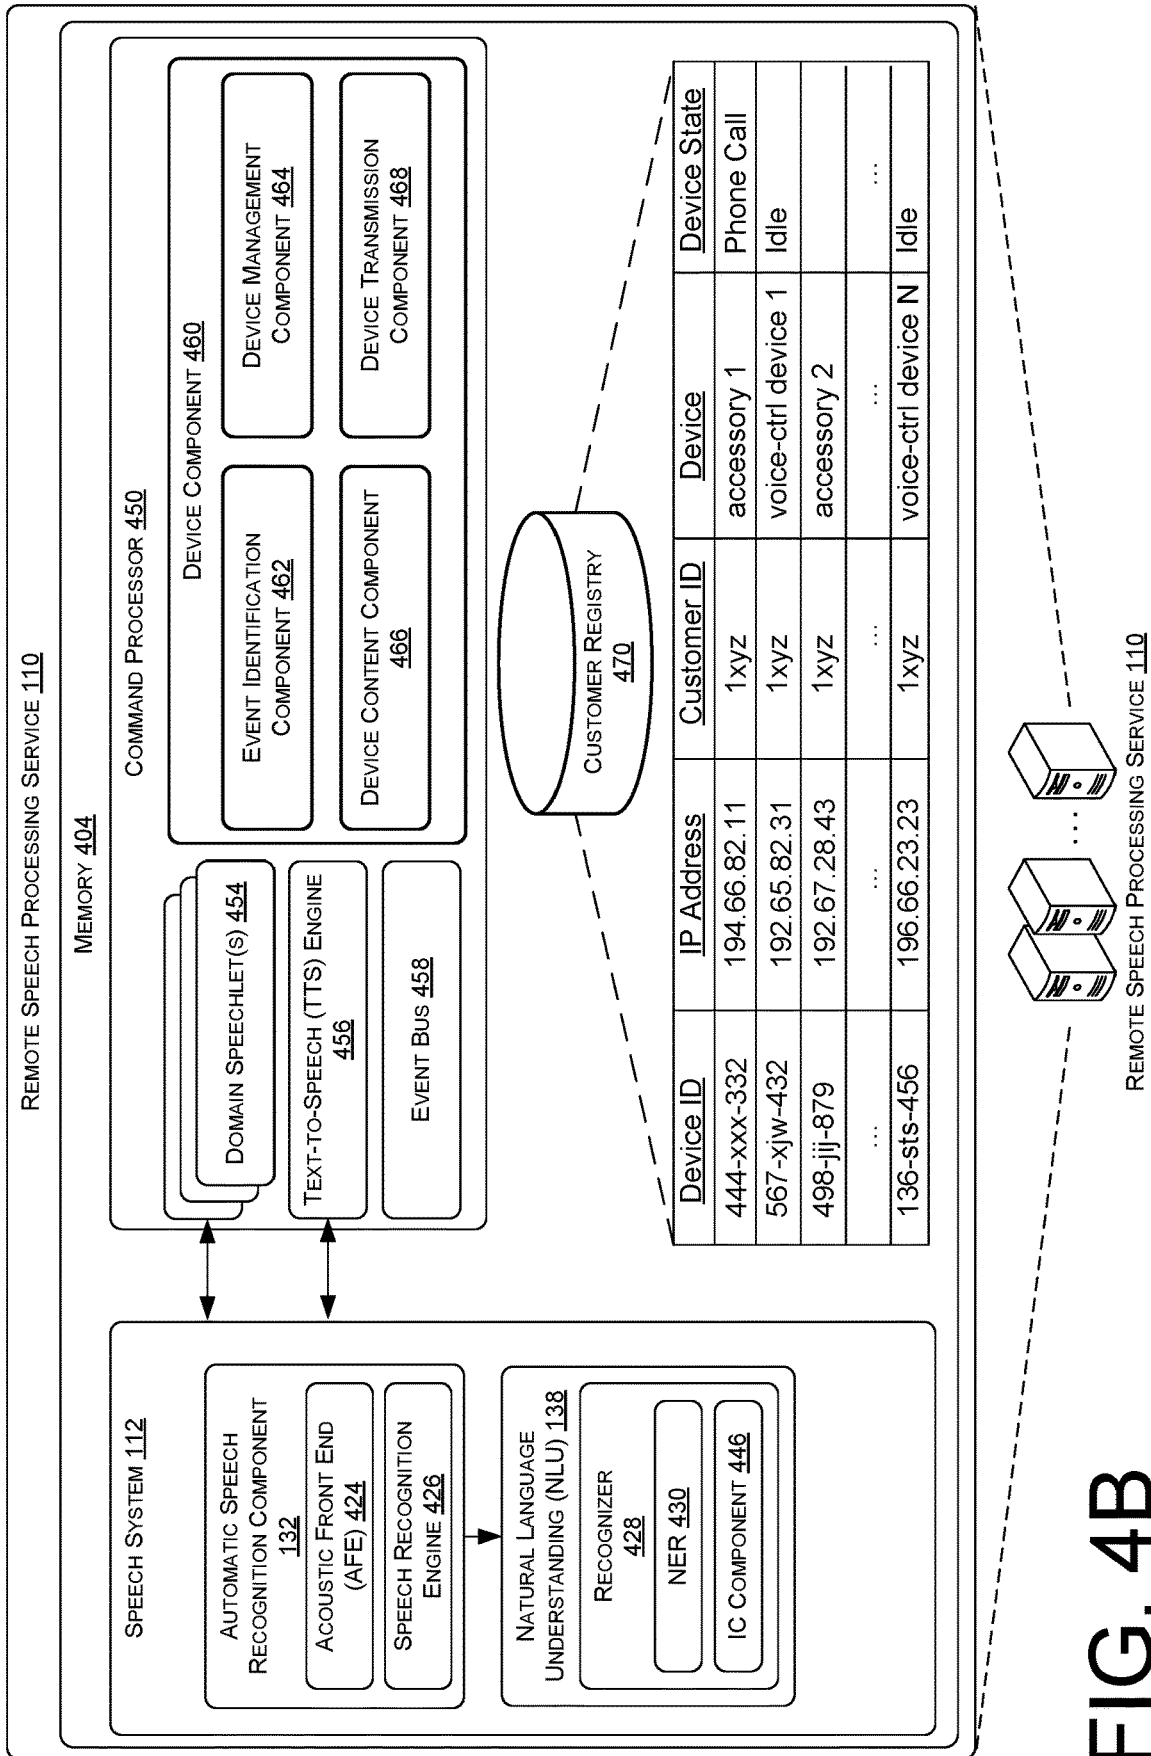 REMOTE SPEECH PROCESSING SERVICE 110
MEMORY 404
SPEECH SYSTEM 112
AUTOMATIC SPEECH
RECOGNITION COMPONENT
132
ACOUSTIC FRONT END
(AFE) 424
SPEECH RECOGNITION
ENGINE 426
NATURAL LANGUAGE
UNDERSTANDING (NLU) 138
RECOGNIZER
428
NER 430
IC COMPONENT 446
COMMAND PROCESSOR 450
DOMAIN SPEECHLET(S) 454
TEXT-TO-SPEECH (TTS) ENGINE
456
EVENT BUS 458
DEVICE COMPONENT 460
EVENT IDENTIFICATION
COMPONENT 462
DEVICE MANAGEMENT
COMPONENT 464
DEVICE CONTENT COMPONENT
466
DEVICE TRANSMISSION
COMPONENT 468
CUSTOMER REGISTRY
470
Device ID IP Address Customer ID Device Device State
444-xxx-332 194.66.82.11 1xyz accessory 1 Phone Call
567-xjw-432 192.65.82.31 1xyz voice-ctrl device 1 Idle
498-jij-879 192.67.28.43 1xyz accessory 2
... ... ... ... ...
136-sts-456 196.66.23.23 1xyz voice-ctrl device N Idle
...
REMOTE SPEECH PROCESSING SERVICE 110
FIG. 4B